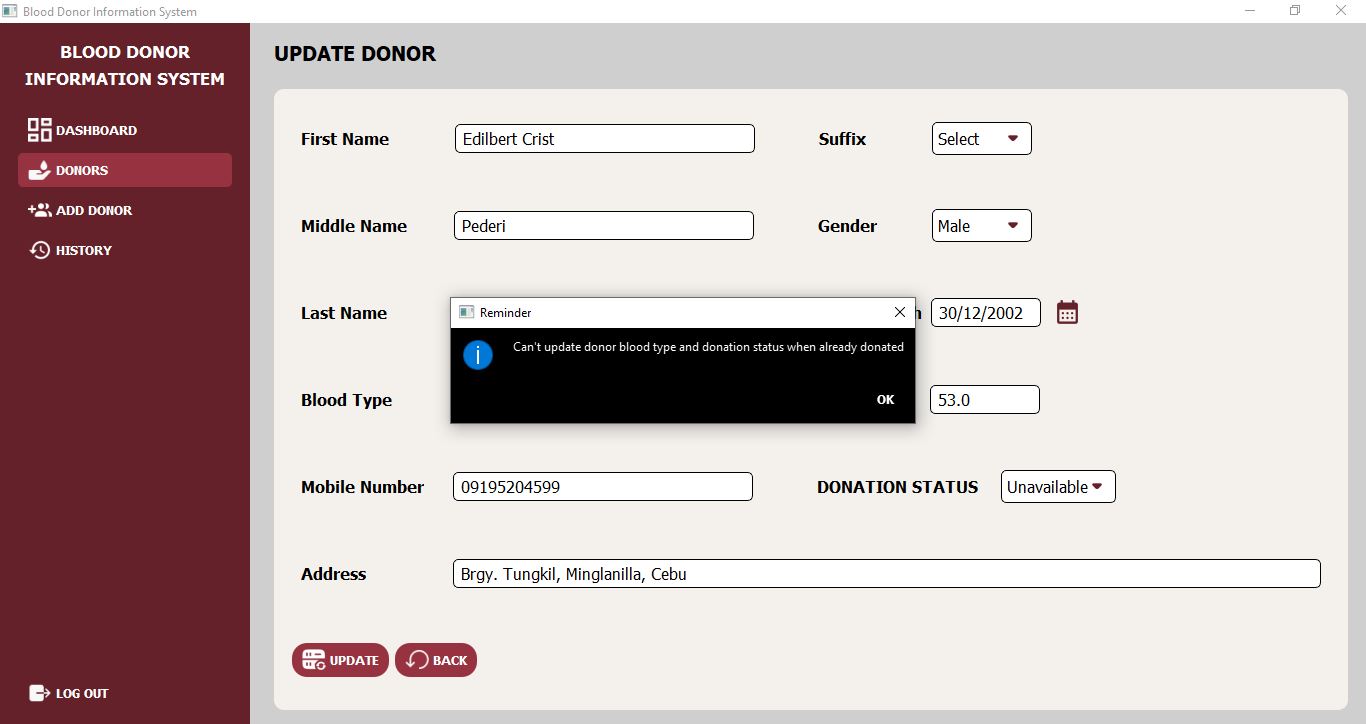 Blood Donor Information System
BLOOD DONOR
INFORMATION SYSTEM
DASHBOARD
DONORS
ADD DONOR
HISTORY
LOG OUT
UPDATE DONOR
First Name
Edilbert Crist
Suffix
Select
Middle Name
Pederi
Gender
Male
Last Name
30/12/2002
Reminder
Can't update donor blood type and donation status when already donated
OK
Blood Type
53.0
Mobile Number
09195204599
DONATION STATUS
Unavailable
Address
Brgy. Tungkil, Minglanilla, Cebu
UPDATE
BACK